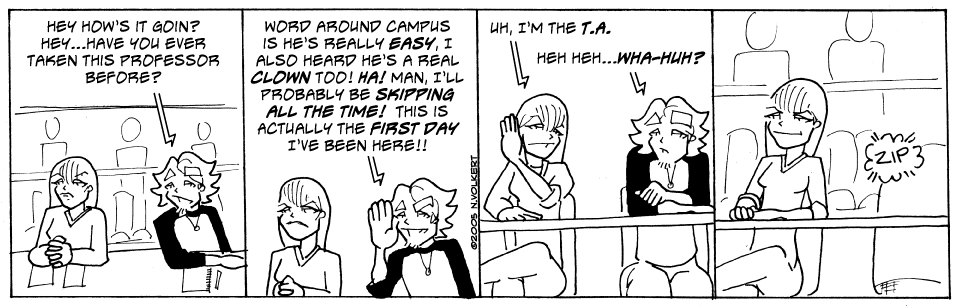 HEY HOW'S IT GOIN?
HEY...HAVE YOU EVER
TAKEN THIS PROFESSOR
BEFORE?
WORD AROUND CAMPUS
IS HE'S REALLY EASY, I
ALSO HEARD HE'S A REAL
CLOWN TOO! HA! MAN, I'LL
PROBABLY BE SKIPPING
ALL THE TIME! THIS IS
ACTUALLY THE FIRST DAY
I'VE BEEN HERE!!
©2005 N.VOLKERT
UH, I'M THE T.A.
HEH HEH...WHA-HUH?
ZIP